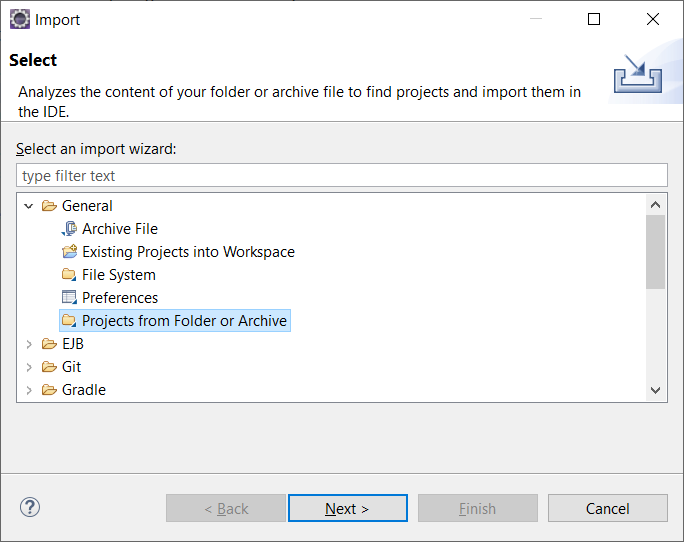 Import
Select
Analyzes the content of your folder or archive file to find projects and import them in
the IDE.
Select an import wizard:
type filter text
General
Archive File
Existing Projects into Workspace
File System
Preferences
Projects from Folder or Archive
EJB
Git
Gradle
?
< Back
Next >
Finish
Cancel